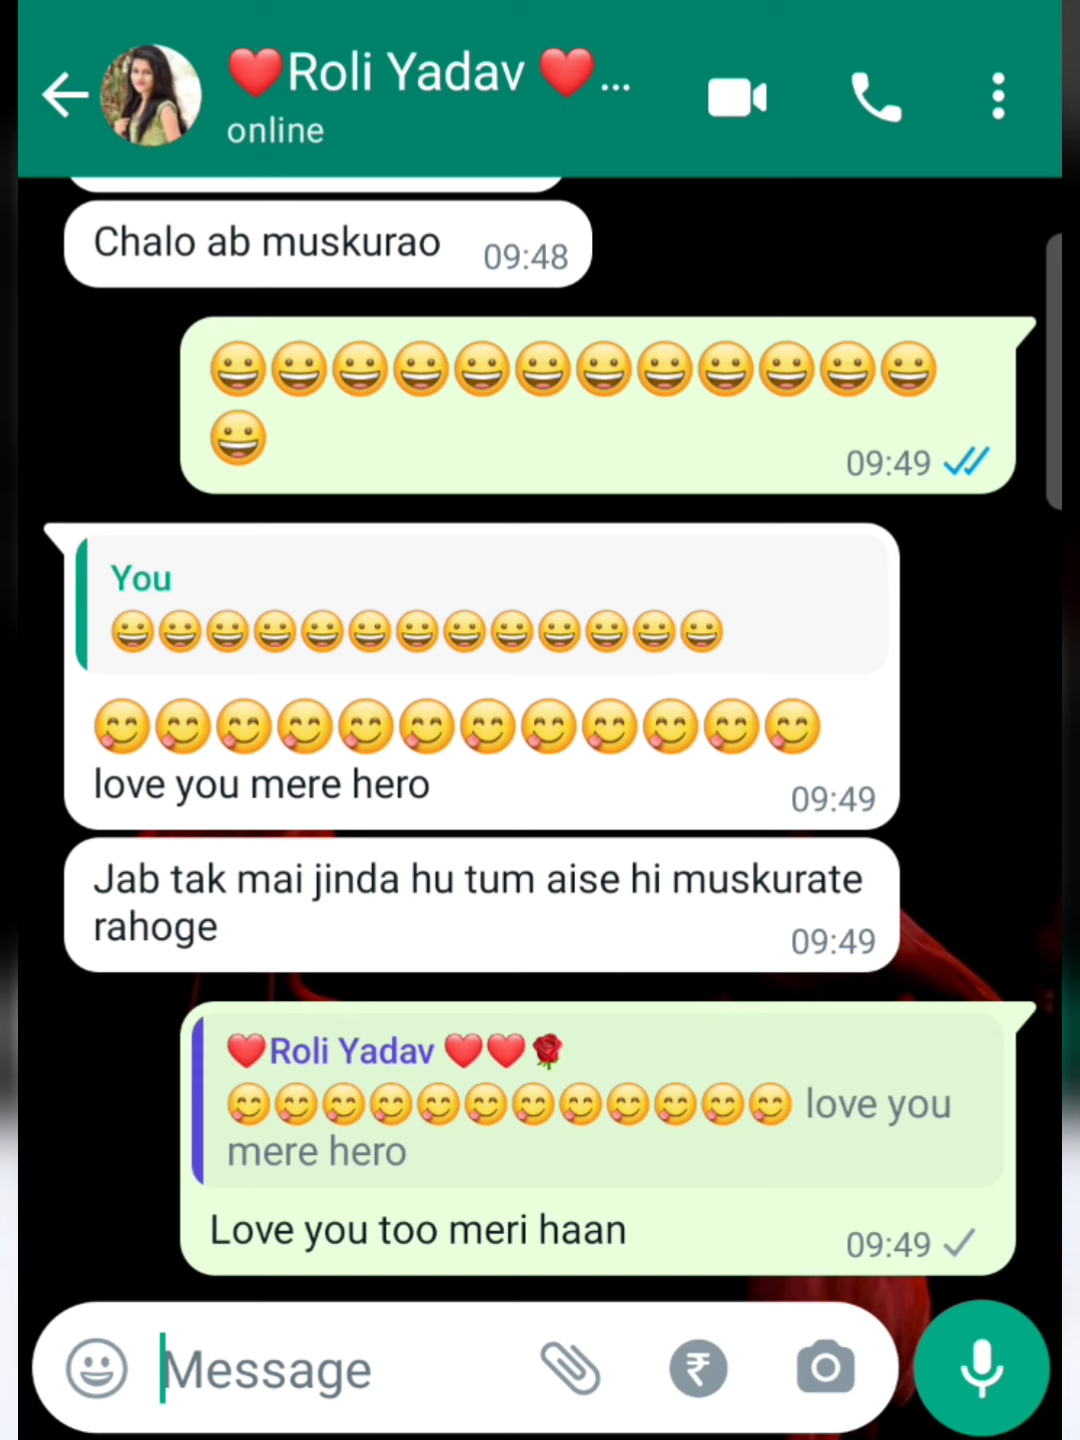 ❤️Roli Yadav ❤️...
online
Chalo ab muskurao 09:48
😀😀😀😀😀😀😀😀😀😀😀😀
😀
09:49
You
😀😀😀😀😀😀😀😀😀😀😀😀😀
😋😋😋😋😋😋😋😋😋😋😋😋
love you mere hero 09:49
Jab tak mai jinda hu tum aise hi muskurate
rahoge 09:49
❤️Roli Yadav ❤️❤️🌹
😋😋😋😋😋😋😋😋😋😋😋😋 love you
mere hero
Love you too meri haan 09:49
Message